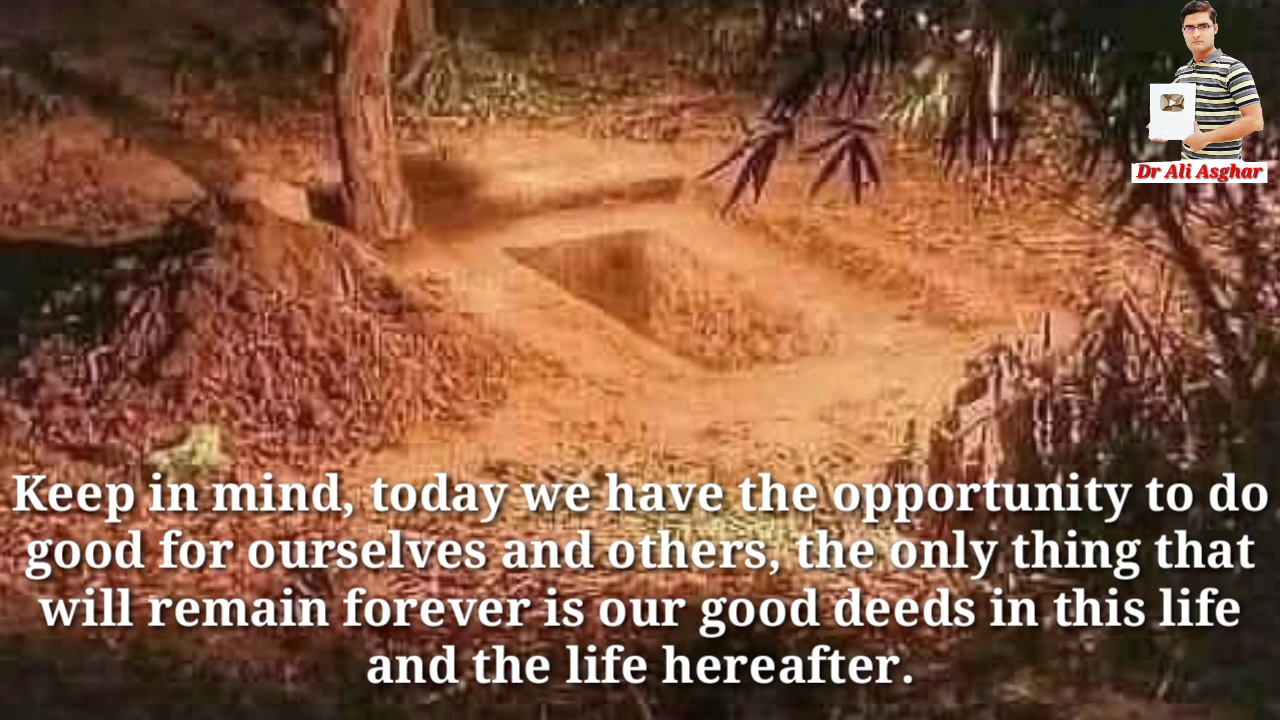 Dr Ali Asghar
Keep in mind, today we have the opportunity to do
good for ourselves and others, the only thing that
will remain forever is our good deeds in this life
and the life hereafter.